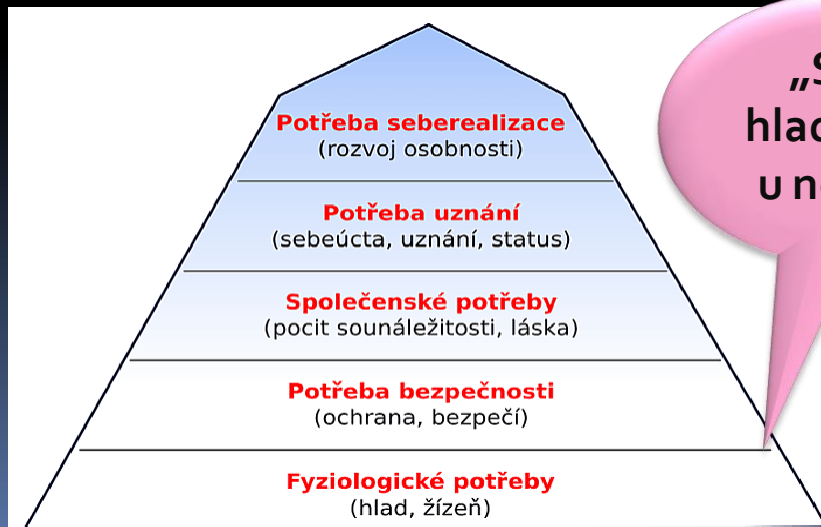 Potřeba seberealizace
(rozvoj osobnosti)
Potřeba uznání
(sebeúcta, uznání, status)
Společenské potřeby
(pocit sounáležitosti, láska)
Potřeba bezpečnosti
(ochrana, bezpečí)
Fyziologické potřeby
(hlad, žízeň)
u